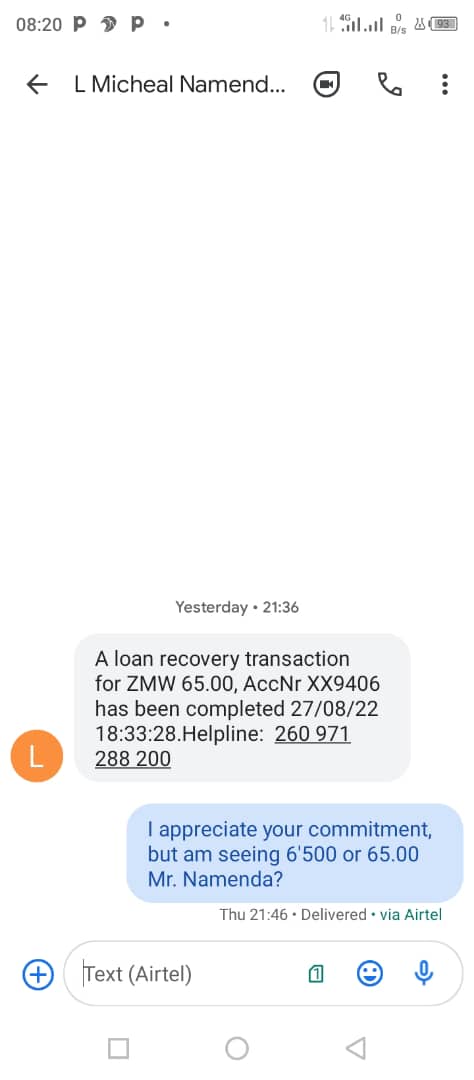 08:20 P P • 4G 0 B/s 93
L Micheal Namend...
Yesterday • 21:36
A loan recovery transaction
for ZMW 65.00, AccNr XX9406
has been completed 27/08/22
18:33:28.Helpline: 260 971
288 200
L
I appreciate your commitment,
but am seeing 6'500 or 65.00
Mr. Namenda?
Thu 21:46 • Delivered • via Airtel
Text (Airtel) 1